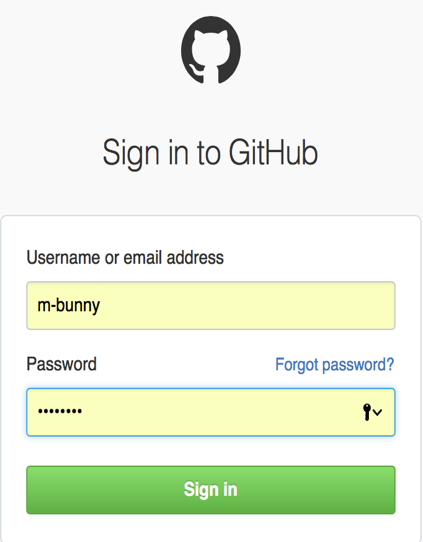 Sign in to GitHub
Username or email address
m-bunny
Password Forgot password?
••••••••
Sign in